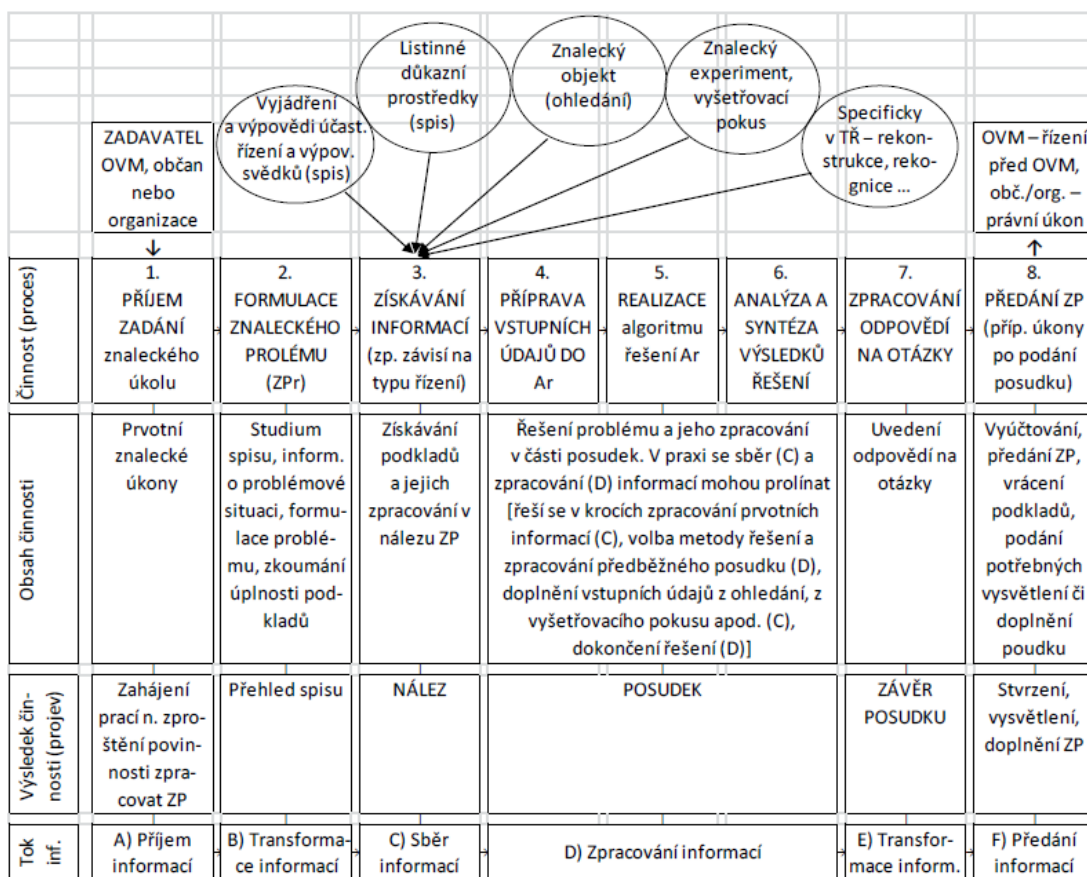 Vyjádření
a výpovědi účast.
řízení a výpov.
svědků (spis)
Listinné
důkazní
prostředky
(spis)
Znalecký
objekt
(ohledání)
Znalecký
experiment,
vyšetřovací
pokus
Specificky
v TŘ – rekon-
strukce, reko-
gnice ...
ZADAVATEL
OVM, občan
nebo
organizace
OVM – řízení
před OVM,
obč./org. –
právní úkon
Činnost (proces)
1.
PŘÍJEM
ZADÁNÍ
znaleckého
úkolu
2.
FORMULACE
ZNALECKÉHO
PROLÉMU
(ZPr)
3.
ZÍSKÁVÁNÍ
INFORMACÍ
(zp. závisí na
typu řízení)
4.
PŘÍPRAVA
VSTUPNÍCH
ÚDAJŮ DO
Ar
5.
REALIZACE
algoritmu
řešení Ar
6.
ANALÝZA A
SYNTÉZA
VÝSLEDKŮ
ŘEŠENÍ
7.
ZPRACOVÁNÍ
ODPOVĚDÍ
NA OTÁZKY
8.
PŘEDÁNÍ ZP
(příp. úkony
po podání
posudku)
Obsah činnosti
Prvotní
znalecké
úkony
Studium
spisu, inform.
o problémové
situaci, formu-
lace problé-
mu, zkoumání
úplnosti pod-
kladů
Získávání
podkladů
a jejich
zpracování v
nálezu ZP
Řešení problému a jeho zpracování
v části posudek. V praxi se sběr (C) a
zpracování (D) informací mohou prolínat
[řeší se v krocích zpracování prvotních
informací (C), volba metody řešení a
zpracování předběžného posudku (D),
doplnění vstupních údajů z ohledání, z
vyšetřovacího pokusu apod. (C),
dokončení řešení (D)]
Uvedení
odpovědí na
otázky
Vyúčtování,
předání ZP,
vrácení
podkladů,
podání
potřebných
vysvětlení či
doplnění
poudku
Výsledek čin-
nosti (projev)
Zahájení
prací n. zpro-
štění povin-
nosti zpra-
covat ZP
Přehled spisu
NÁLEZ
POSUDEK
ZÁVĚR
POSUDKU
Stvrzení,
vysvětlení,
doplnění ZP
Tok
inf.
A) Příjem
informací
B) Transforma-
ce informací
C) Sběr
informací
D) Zpracování informací
E) Transfor-
mace inform.
F) Předání
informací